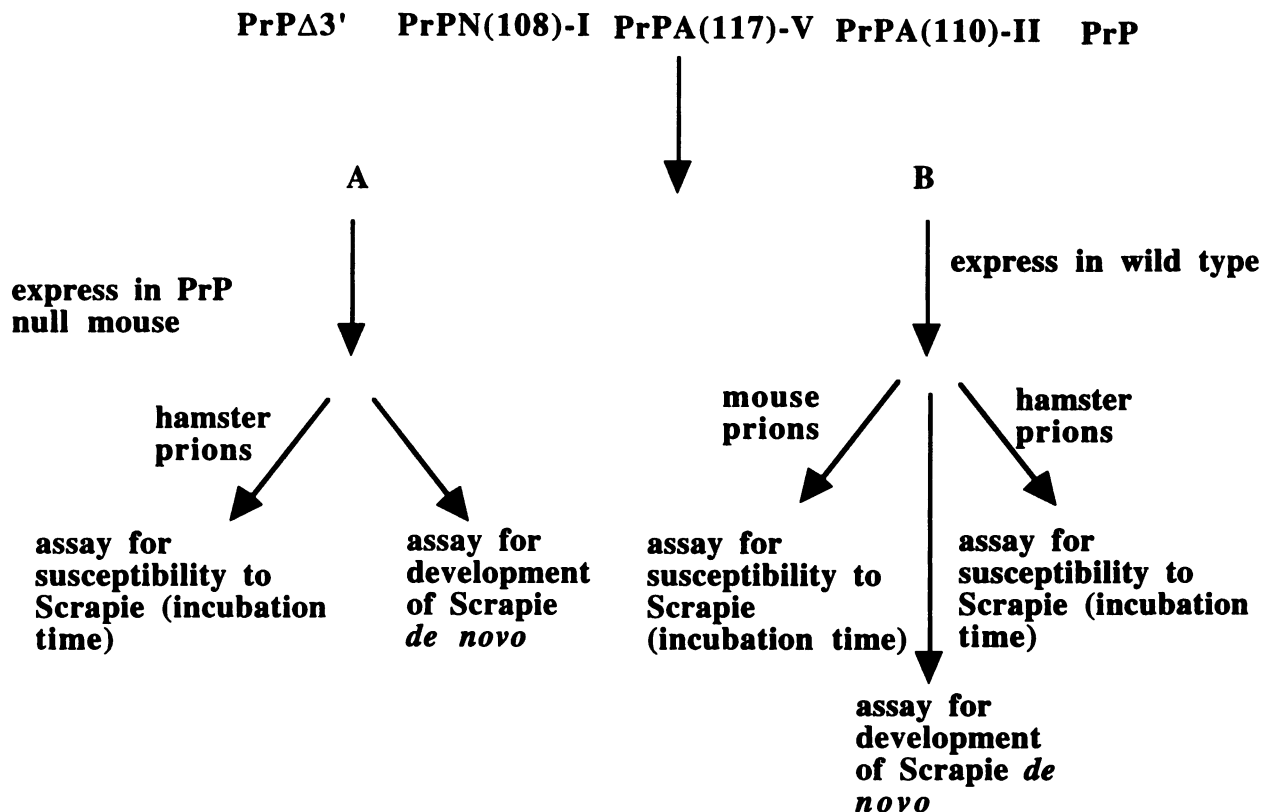 PrPΔ3' PrPN(108)-I PrPA(117)-V PrPA(110)-II PrP
A
B
express in PrP
null mouse
express in wild type
hamster
prions
mouse
prions
hamster
prions
assay for
susceptibility to
Scrapie (incubation
time)
assay for
development
of Scrapie
de novo
assay for
susceptibility to
Scrapie
(incubation time)
assay for
susceptibility to
Scrapie (incubation
time)
assay for
development
of Scrapie de
novo